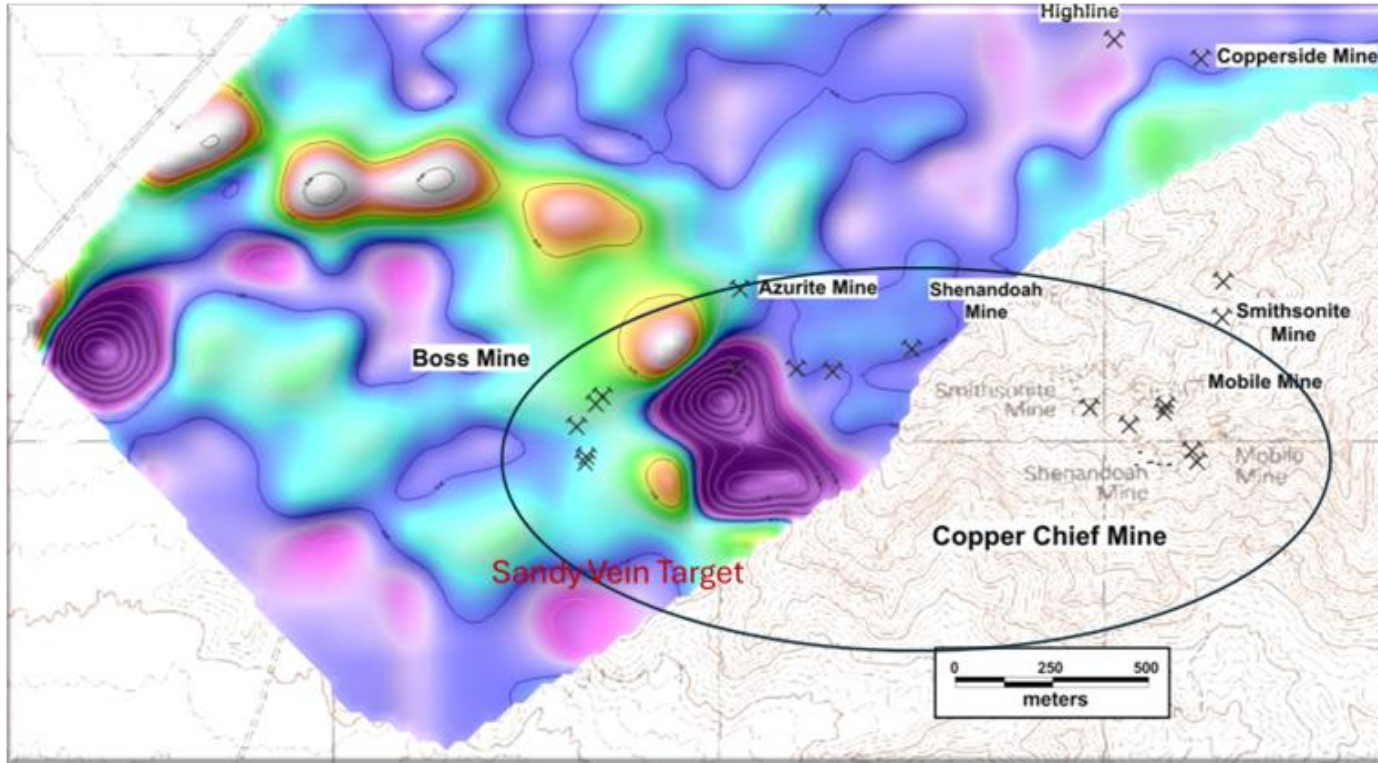 Highline
Copperside Mine
Azurite Mine
Shenandoah
Mine
Smithsonite
Mine
Boss Mine
Mobile Mine
Smithsonite
Mine
Shenandoah
Mine
Mobile
Mine
Copper Chief Mine
Sandy Vein Target
0 250 500
meters